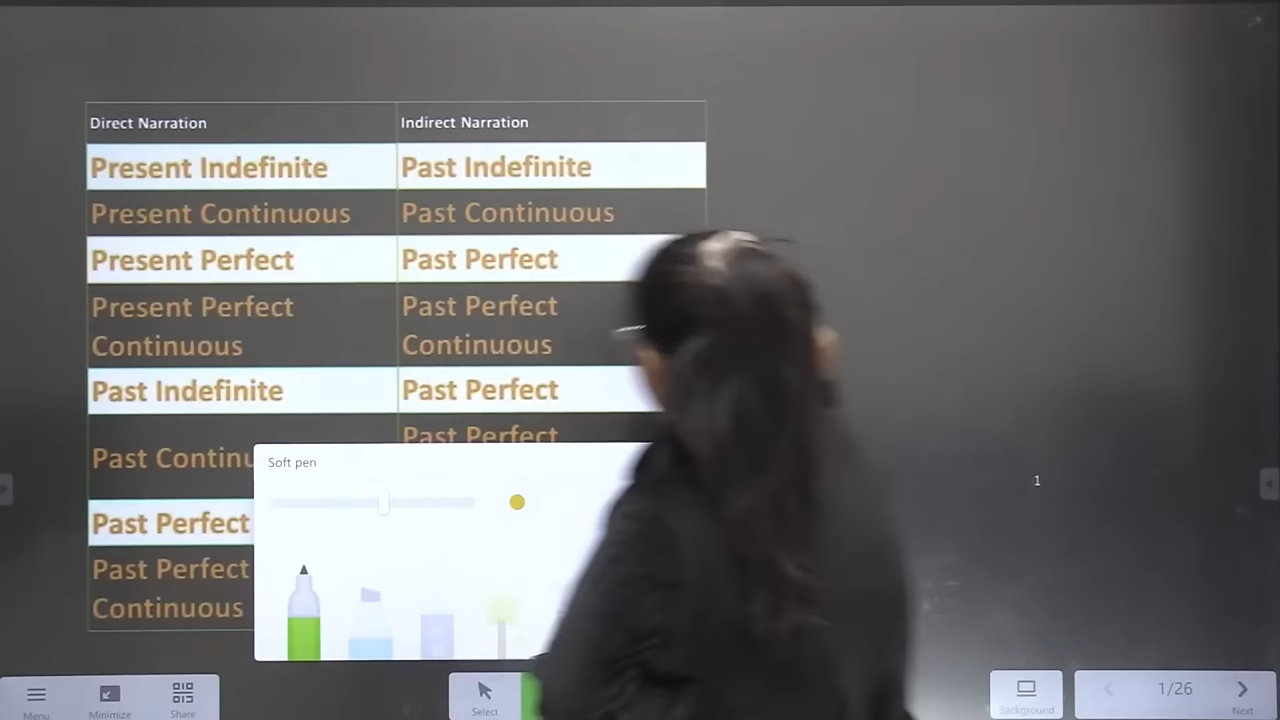 Direct Narration Indirect Narration
Present Indefinite Past Indefinite
Present Continuous Past Continuous
Present Perfect Past Perfect
Present Perfect Past Perfect
Continuous Continuous
Past Indefinite Past Perfect
Past Perfect
Past Continu
Soft pen
1
Past Perfect
Past Perfect
Continuous
Menu Minimize Share Select Background 1/26 Next